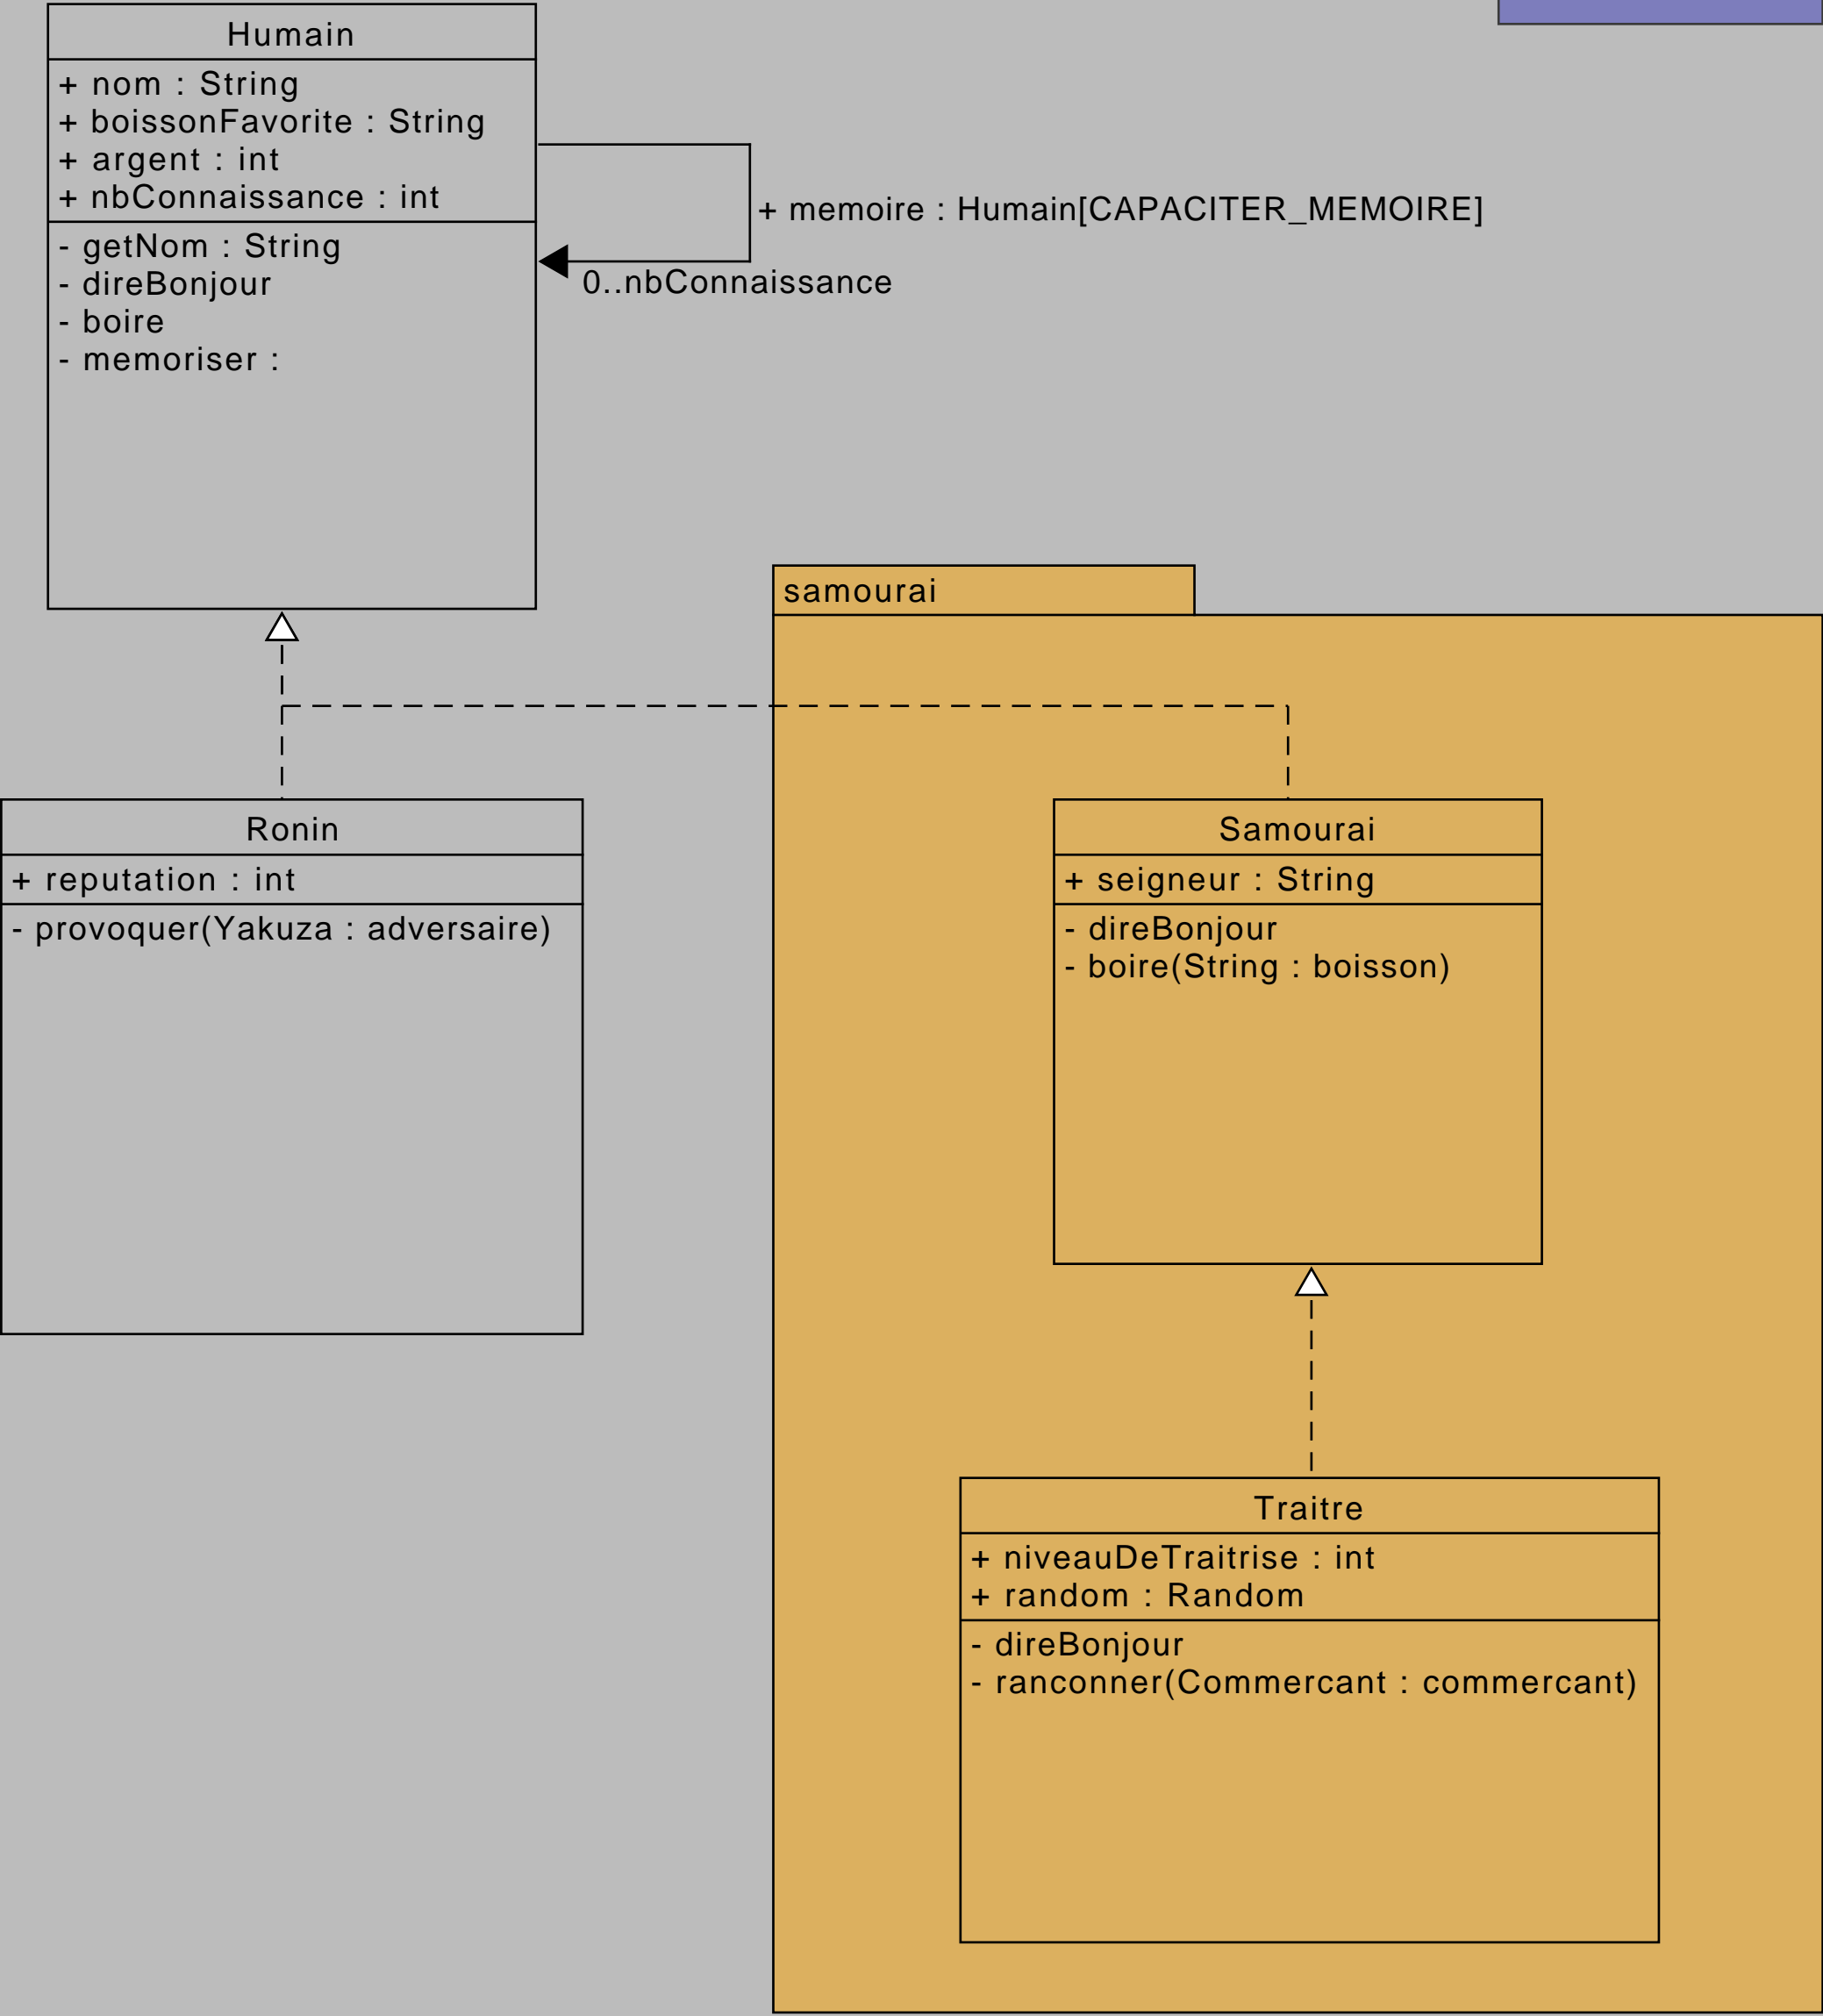 Humain
+ nom : String
+ boissonFavorite : String
+ argent : int
+ nbConnaissance : int
- getNom : String
- direBonjour
- boire
- memoriser :
+ memoire : Humain[CAPACITER_MEMOIRE]
0..nbConnaissance
samourai
Ronin
+ reputation : int
- provoquer(Yakuza : adversaire)
Samourai
+ seigneur : String
- direBonjour
- boire(String : boisson)
Traitre
+ niveauDeTraitrise : int
+ random : Random
- direBonjour
- ranconner(Commercant : commercant)